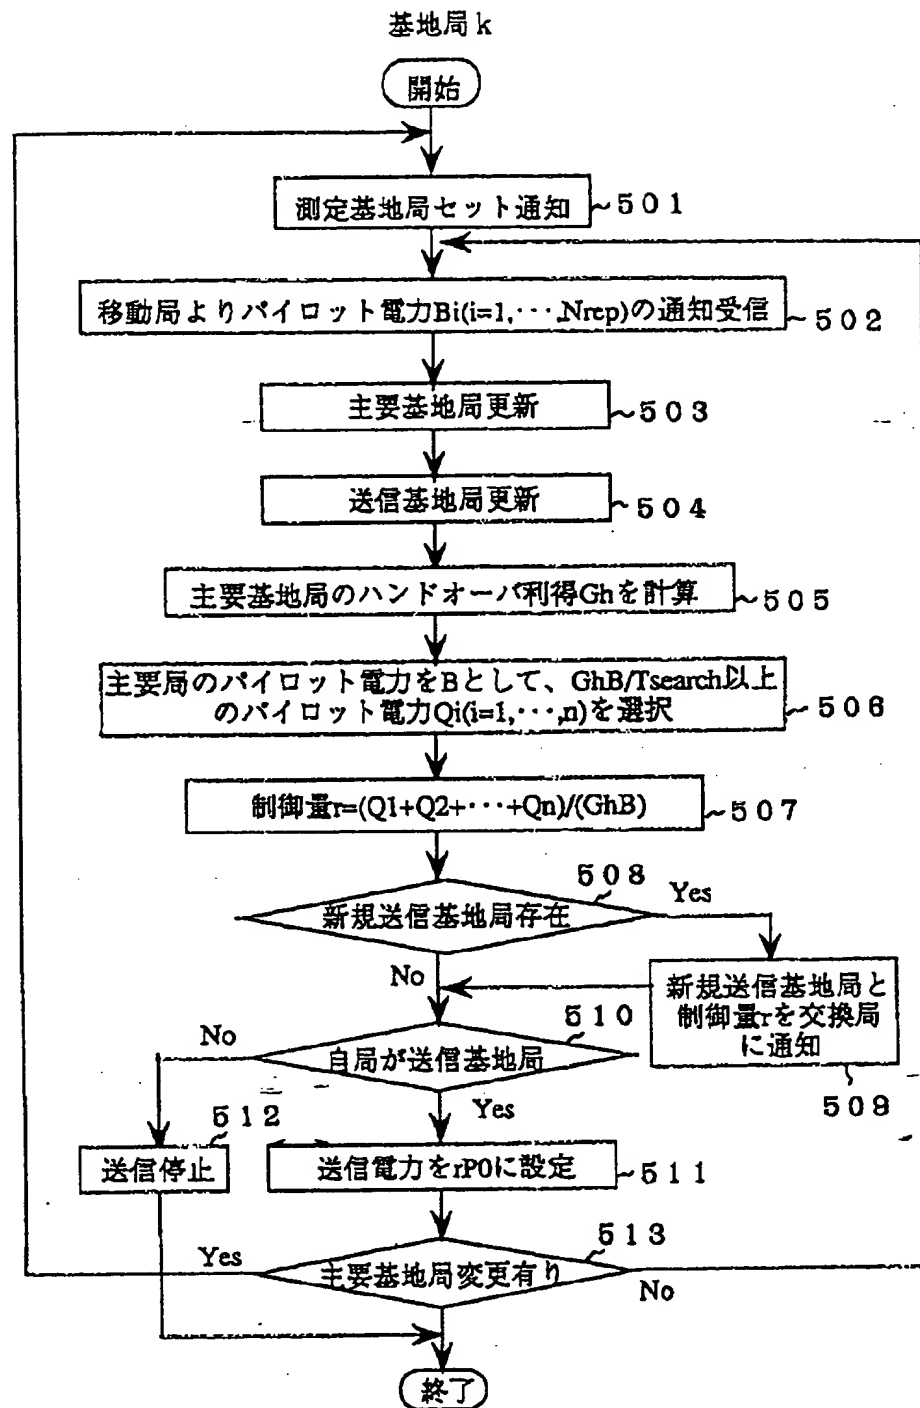 基地局k
開始
測定基地局セット通知
~501
移動局よりパイロット電力Bi(i=1,···,Nrep)の通知受信
~502
主要基地局更新
~503
送信基地局更新
~504
主要基地局のハンドオーバ利得Ghを計算
~505
主要局のパイロット電力をBとして、GhB/Tsearch以上
のパイロット電力Qi(i=1,···,n)を選択
~506
制御量r=(Q1+Q2+···+Qn)/(GhB)
~507
508
新規送信基地局存在
Yes
No
新規送信基地局と
制御量rを交換局
に通知
509
510
自局が送信基地局
No
Yes
512
送信停止
送信電力をrP0に設定
~511
513
主要基地局変更有り
Yes
No
終了